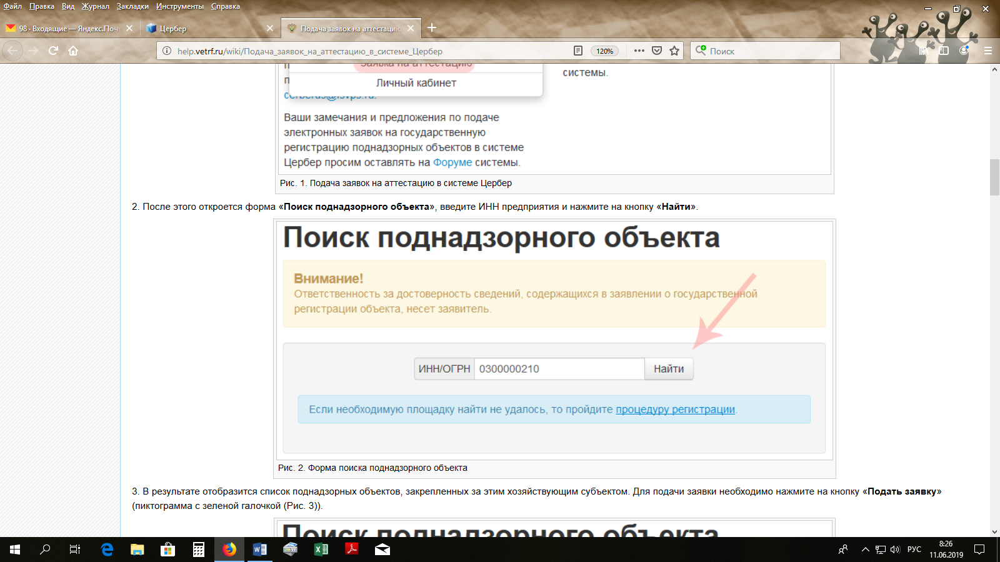 Файл Правка Вид Журнал Закладки Инструменты Справка
98 · Входящие — Яндекс.Почт
Цербер
Подача заявок на аттестацию
help.vetrf.ru/wiki/Подача_заявок_на_аттестацию_в_системе_Цербер
120%
Поиск
Заявка на аттестацию
Личный кабинет
системы.
cerberus@fsvps.ru.
Ваши замечания и предложения по подаче
электронных заявок на государственную
регистрацию поднадзорных объектов в системе
Цербер просим оставлять на Форуме системы.
Рис. 1. Подача заявок на аттестацию в системе Цербер
2. После этого откроется форма «Поиск поднадзорного объекта», введите ИНН предприятия и нажмите на кнопку «Найти».
Поиск поднадзорного объекта
Внимание!
Ответственность за достоверность сведений, содержащихся в заявлении о государственной
регистрации объекта, несет заявитель.
ИНН/ОГРН 0300000210 Найти
Если необходимую площадку найти не удалось, то пройдите процедуру регистрации.
Рис. 2. Форма поиска поднадзорного объекта
3. В результате отобразится список поднадзорных объектов, закрепленных за этим хозяйствующим субъектом. Для подачи заявки необходимо нажмите на кнопку «Подать заявку»
(пиктограмма с зеленой галочкой (Рис. 3)).
Поиск поднадзорного объекта
РУС
8:26
11.06.2019